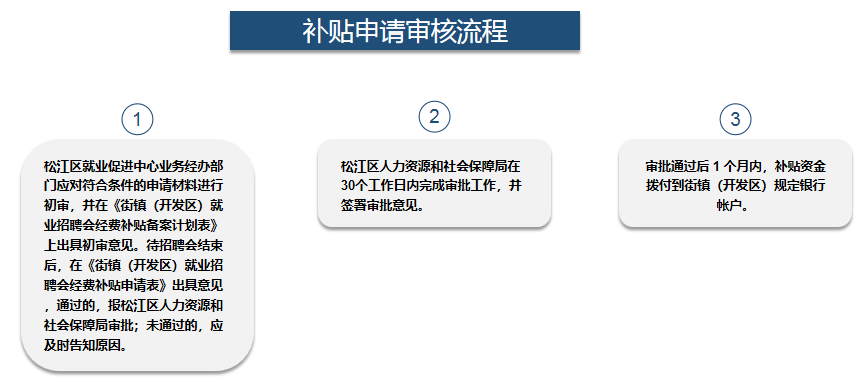 补贴申请审核流程
1
松江区就业促进中心业务经办部
门应对符合条件的申请材料进行
初审，并在《街镇（开发区）就
业招聘会经费补贴备案计划表》
上出具初审意见。待招聘会结束
后，在《街镇（开发区）就业招
聘会经费补贴申请表》出具意见
，通过的，报松江区人力资源和
社会保障局审批；未通过的，应
及时告知原因。
2
松江区人力资源和社会保障局在
30个工作日内完成审批工作，并
签署审批意见。
3
审批通过后 1 个月内，补贴资金
拨付到街镇（开发区）规定银行
帐户。